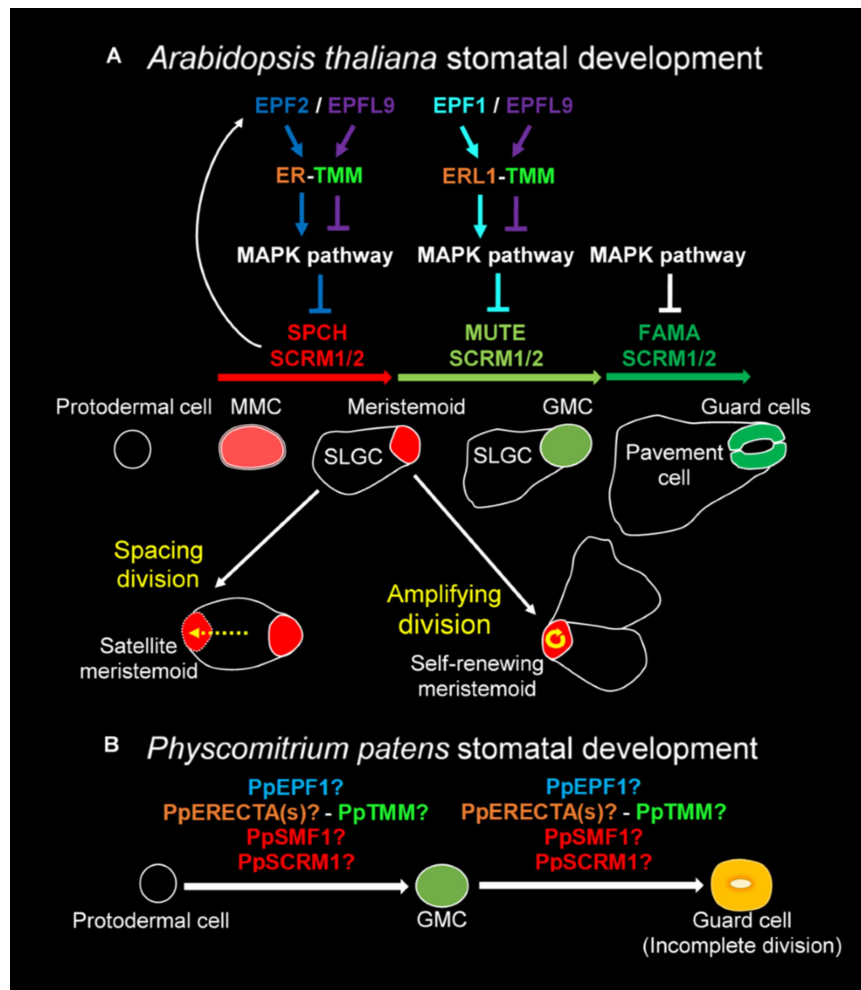 A Arabidopsis thaliana stomatal development
EPF2 / EPFL9 EPF1 / EPFL9
ER-TMM ERL1-TMM
MAPK pathway MAPK pathway MAPK pathway
SPCH MUTE FAMA
SCRM1/2 SCRM1/2 SCRM1/2
Protodermal cell MMC Meristemoid GMC Guard cells
SLGC SLGC Pavement
cell
Spacing
division
Amplifying
division
Satellite
meristemoid
Self-renewing
meristemoid
B Physcomitrium patens stomatal development
PpEPF1? PpEPF1?
PpERECTA(s)? - PpTMM? PpERECTA(s)? - PpTMM?
PpSMF1? PpSMF1?
PpSCRM1? PpSCRM1?
Protodermal cell GMC Guard cell
(Incomplete division)